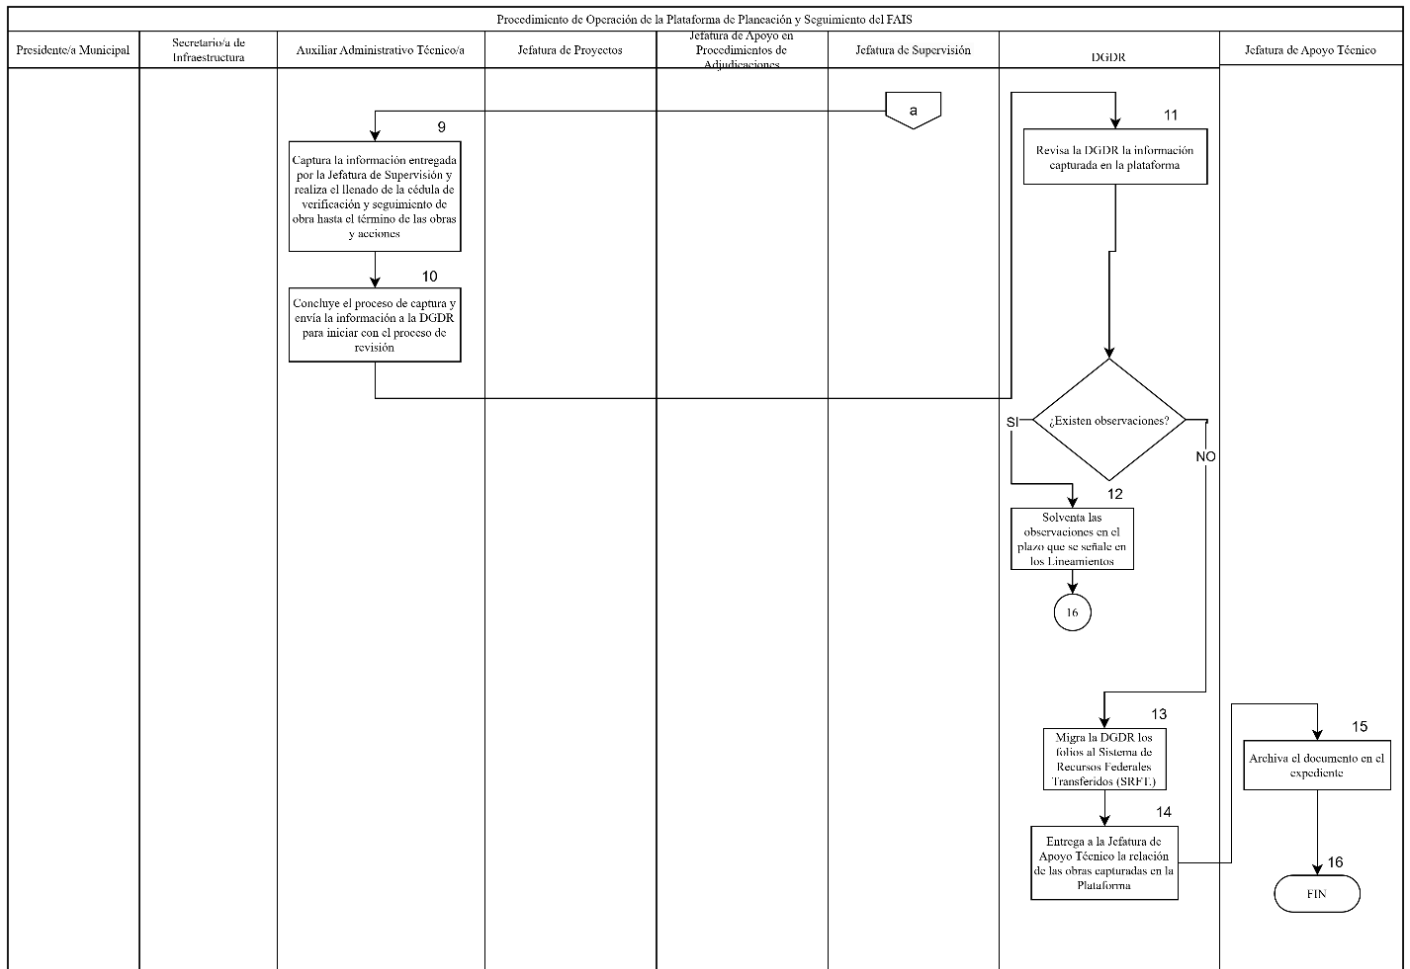 Procedimiento de Operación de la Plataforma de Planeación y Seguimiento del FAIS
Presidente/a Municipal
Secretario/a de
Infraestructura
Auxiliar Administrativo Técnico/a
Jefatura de Proyectos
Jefatura de Apoyo en
Procedimientos de
Adjudicaciones
Jefatura de Supervisión
DGDR
Jefatura de Apoyo Técnico
a
9
Captura la información entregada
por la Jefatura de Supervisión y
realiza el llenado de la cédula de
verificación y seguimiento de
obra hasta el término de las obras
y acciones
10
Concluye el proceso de captura y
envía la información a la DGDR
para iniciar con el proceso de
revisión
11
Revisa la DGDR la información
capturada en la plataforma
¿Existen observaciones?
SI
NO
12
Solventa las
observaciones en el
plazo que se señale en
los Lineamientos
16
13
Migra la DGDR los
folios al Sistema de
Recursos Federales
Transferidos (SRFT.)
14
Entrega a la Jefatura de
Apoyo Técnico la relación
de las obras capturadas en la
Plataforma
15
Archiva el documento en el
expediente
16
FIN